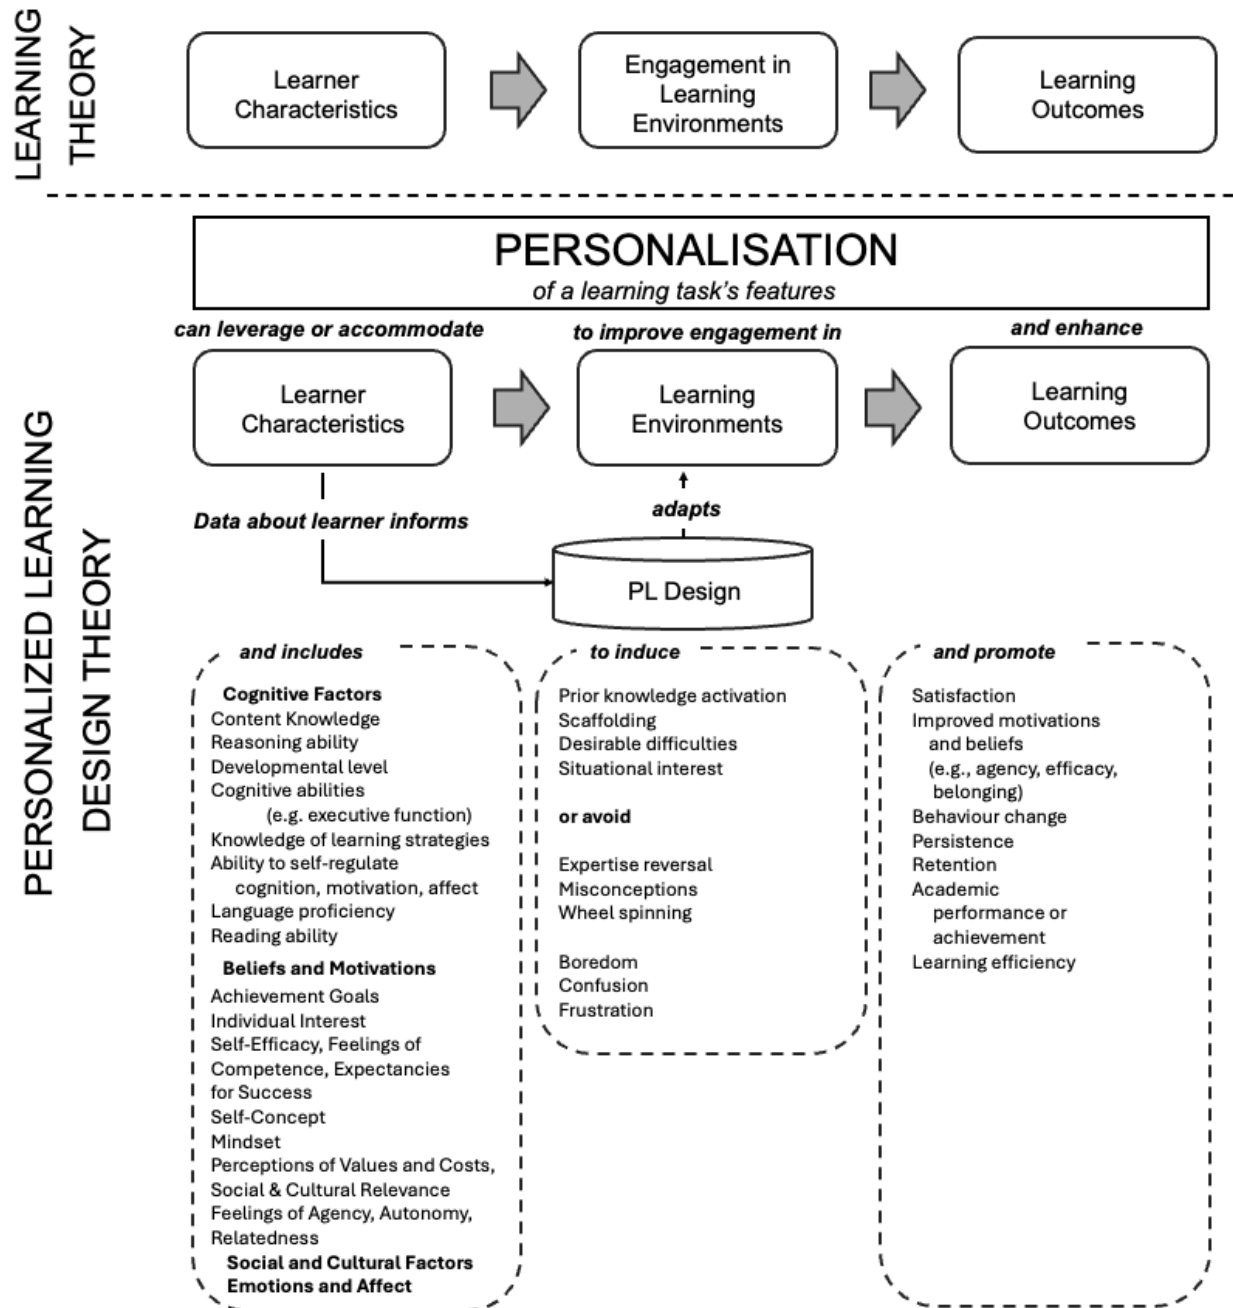 LEARNING
THEORY
Learner
Characteristics
Engagement in
Learning
Environments
Learning
Outcomes
PERSONALIZED LEARNING
DESIGN THEORY
PERSONALISATION
of a learning task's features
can leverage or accommodate
to improve engagement in
and enhance
Learner
Characteristics
Learning
Environments
Learning
Outcomes
Data about learner informs
adapts
PL Design
and includes
Cognitive Factors
Content Knowledge
Reasoning ability
Developmental level
Cognitive abilities
(e.g. executive function)
Knowledge of learning strategies
Ability to self-regulate
cognition, motivation, affect
Language proficiency
Reading ability
Beliefs and Motivations
Achievement Goals
Individual Interest
Self-Efficacy, Feelings of
Competence, Expectancies
for Success
Self-Concept
Mindset
Perceptions of Values and Costs,
Social & Cultural Relevance
Feelings of Agency, Autonomy,
Relatedness
Social and Cultural Factors
Emotions and Affect
to induce
Prior knowledge activation
Scaffolding
Desirable difficulties
Situational interest
or avoid
Expertise reversal
Misconceptions
Wheel spinning
Boredom
Confusion
Frustration
and promote
Satisfaction
Improved motivations
and beliefs
(e.g., agency, efficacy,
belonging)
Behaviour change
Persistence
Retention
Academic
performance or
achievement
Learning efficiency